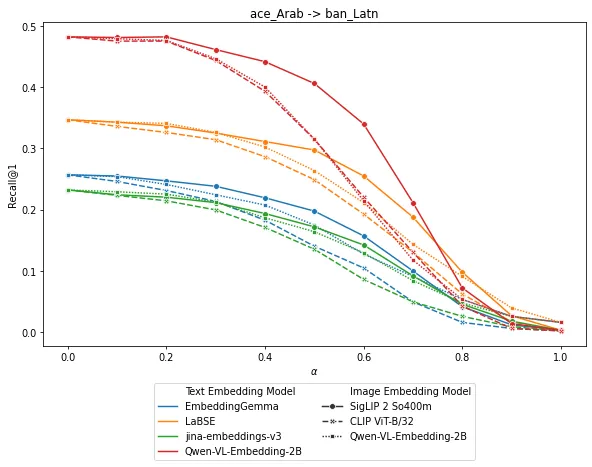 ace_Arab -> ban_Latn
Recall@1
0.5
0.4
0.3
0.2
0.1
0.0
0.0 0.2 0.4 0.6 0.8 1.0
α
Text Embedding Model
EmbeddingGemma
LaBSE
jina-embeddings-v3
Qwen-VL-Embedding-2B
Image Embedding Model
SigLIP 2 So400m
CLIP ViT-B/32
Qwen-VL-Embedding-2B